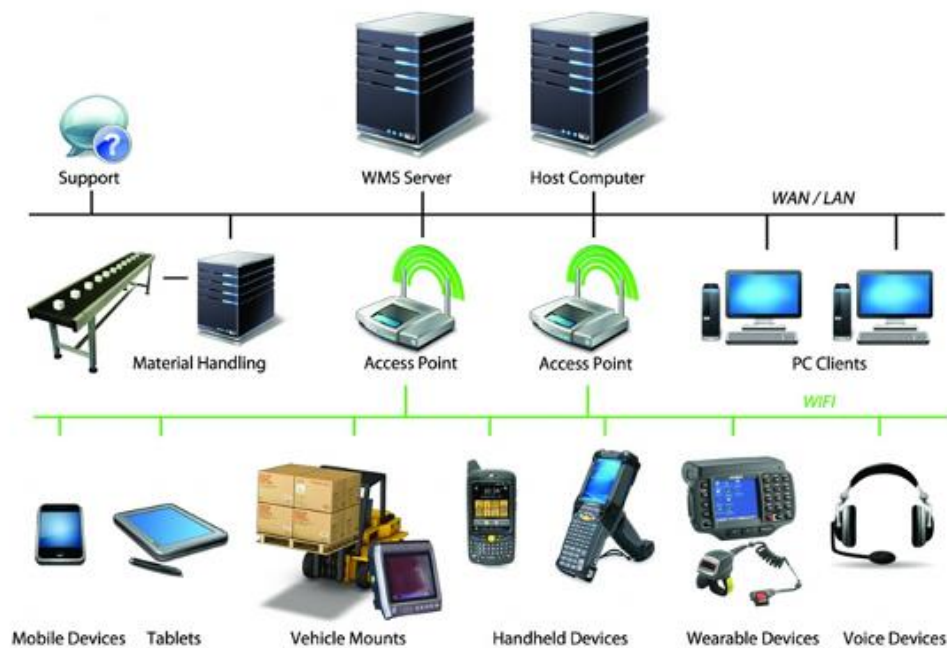 Support
WMS Server
Host Computer
WAN / LAN
Material Handling
Access Point
Access Point
PC Clients
WIFI
Mobile Devices
Tablets
Vehicle Mounts
Handheld Devices
Wearable Devices
Voice Devices